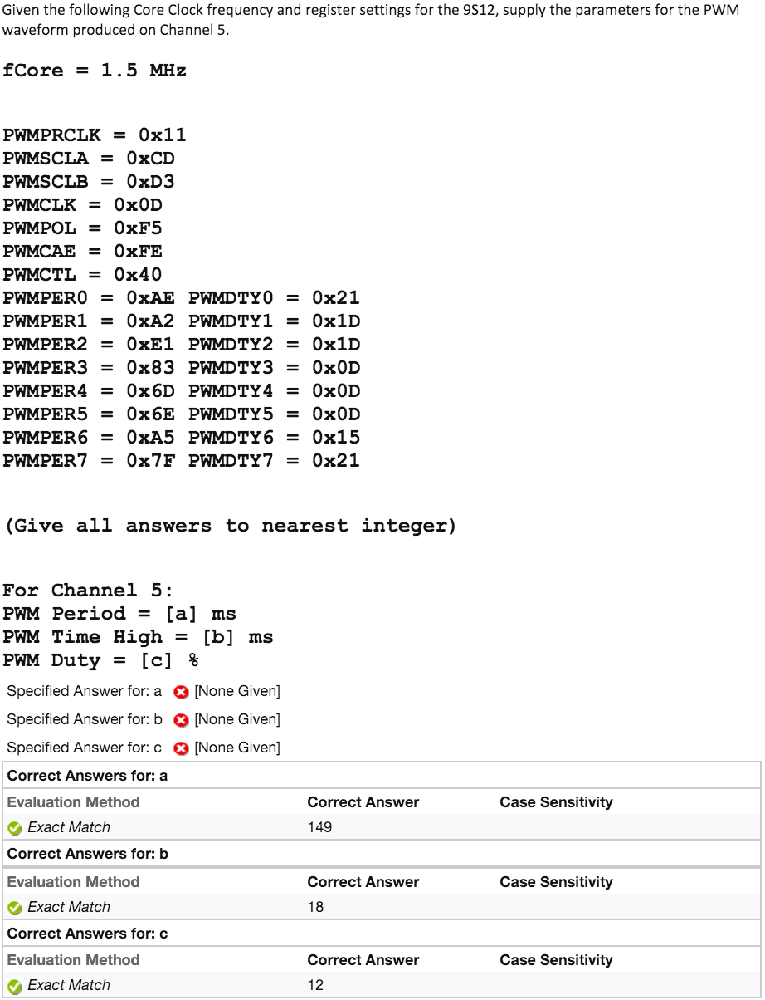 Given the following Core Clock frequency and register settings for the 9S12, supply the parameters for the PWM
waveform produced on Channel 5.
fCore = 1.5 MHz
PWMPRCLK = 0x11
PWMSCLA = 0xCD
PWMSCLB = 0xD3
PWMCLK = 0x0D
PWMPOL = 0xF5
PWMCAE = 0xFE
PWMCTL = 0x40
PWMPER0 = 0xAE PWMDTY0 = 0x21
PWMPER1 = 0xA2 PWMDTY1 = 0x1D
PWMPER2 = 0xE1 PWMDTY2 = 0x1D
PWMPER3 = 0x83 PWMDTY3 = 0x0D
PWMPER4 = 0x6D PWMDTY4 = 0x0D
PWMPER5 = 0x6E PWMDTY5 = 0x0D
PWMPER6 = 0xA5 PWMDTY6 = 0x15
PWMPER7 = 0x7F PWMDTY7 = 0x21
(Give all answers to nearest integer)
For Channel 5:
PWM Period = [a] ms
PWM Time High = [b] ms
PWM Duty = [c] %
Specified Answer for: a [None Given]
Specified Answer for: b [None Given]
Specified Answer for: c [None Given]
Correct Answers for: a
Evaluation Method Correct Answer Case Sensitivity
Exact Match 149
Correct Answers for: b
Evaluation Method Correct Answer Case Sensitivity
Exact Match 18
Correct Answers for: c
Evaluation Method Correct Answer Case Sensitivity
Exact Match 12